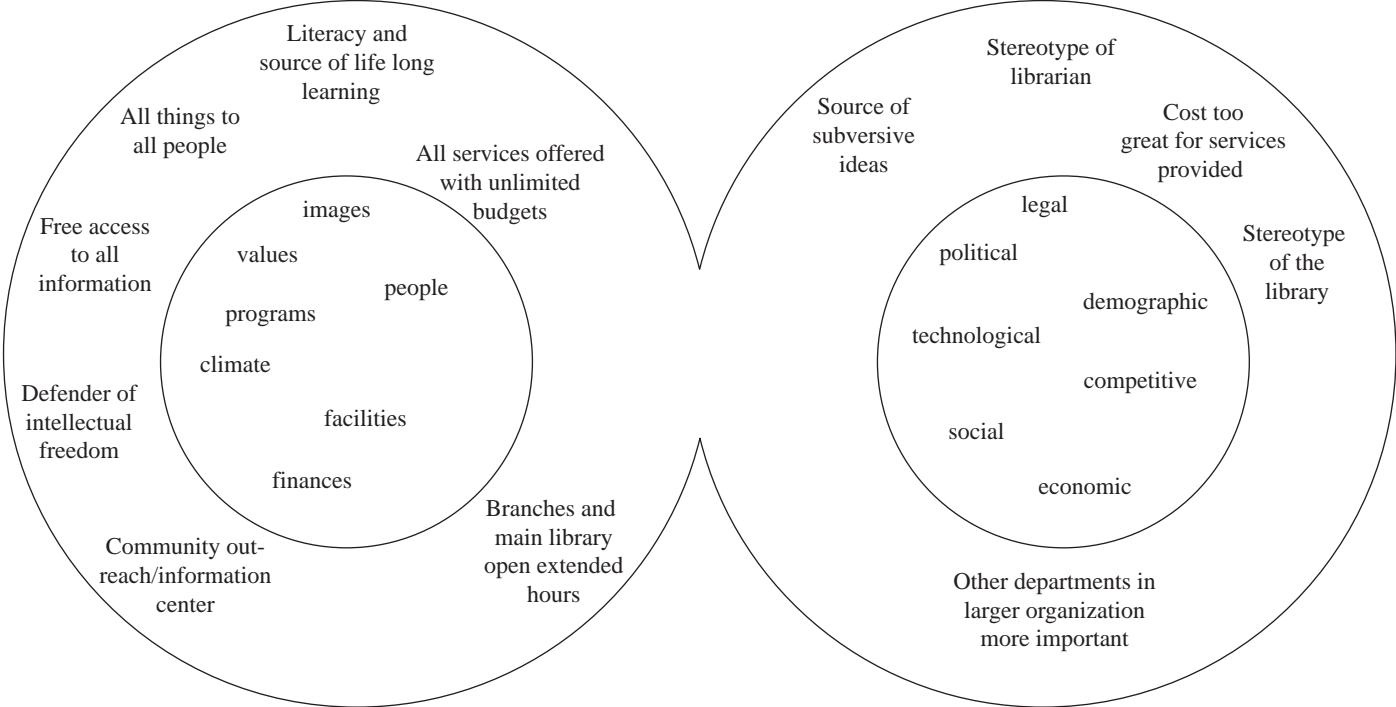 Literacy and
source of life long
learning
All things to
all people
All services offered
with unlimited
budgets
Free access
to all
information
Defender of
intellectual
freedom
Community out-
reach/information
center
Branches and
main library
open extended
hours
images
values
people
programs
climate
facilities
finances
Stereotype of
librarian
Source of
subversive
ideas
Cost too
great for services
provided
Stereotype
of the
library
Other departments in
larger organization
more important
legal
political
demographic
technological
competitive
social
economic